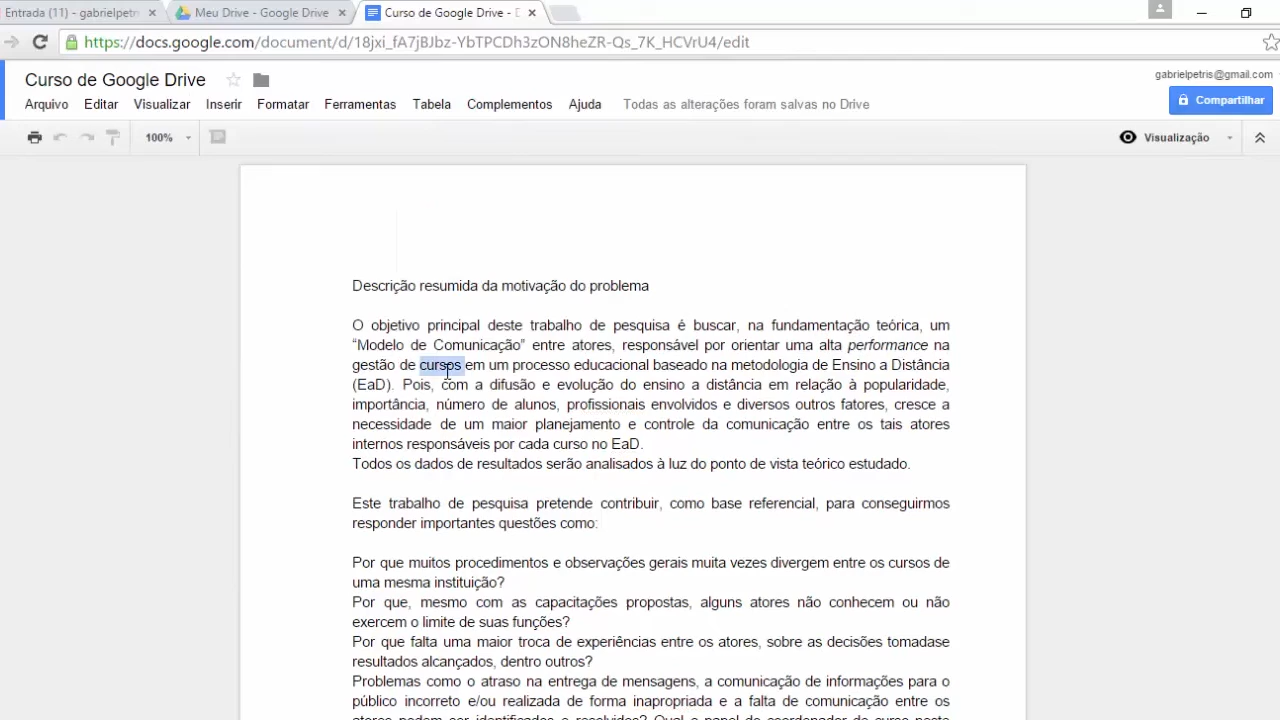 Entrada (11) - gabrielpetri
Meu Drive - Google Drive
Curso de Google Drive -
https://docs.google.com/document/d/18jxi_fA7jBJbz-YbTPCDh3zON8heZR-Qs_7K_HCVrU4/edit
Curso de Google Drive
gabrielpetris@gmail.com
Arquivo Editar Visualizar Inserir Formatar Ferramentas Tabela Complementos Ajuda Todas as alterações foram salvas no Drive
Compartilhar
100%
Visualização
Descrição resumida da motivação do problema
O objetivo principal deste trabalho de pesquisa é buscar, na fundamentação teórica, um
“Modelo de Comunicação” entre atores, responsável por orientar uma alta performance na
gestão de cursos em um processo educacional baseado na metodologia de Ensino a Distância
(EaD). Pois, com a difusão e evolução do ensino a distância em relação à popularidade,
importância, número de alunos, profissionais envolvidos e diversos outros fatores, cresce a
necessidade de um maior planejamento e controle da comunicação entre os tais atores
internos responsáveis por cada curso no EaD.
Todos os dados de resultados serão analisados à luz do ponto de vista teórico estudado.
Este trabalho de pesquisa pretende contribuir, como base referencial, para conseguirmos
responder importantes questões como:
Por que muitos procedimentos e observações gerais muita vezes divergem entre os cursos de
uma mesma instituição?
Por que, mesmo com as capacitações propostas, alguns atores não conhecem ou não
exercem o limite de suas funções?
Por que falta uma maior troca de experiências entre os atores, sobre as decisões tomadase
resultados alcançados, dentro outros?
Problemas como o atraso na entrega de mensagens, a comunicação de informações para o
público incorreto e/ou realizada de forma inapropriada e a falta de comunicação entre os
atores podem ser identificados e resolvidos? Qual o papel do coordenador de curso neste